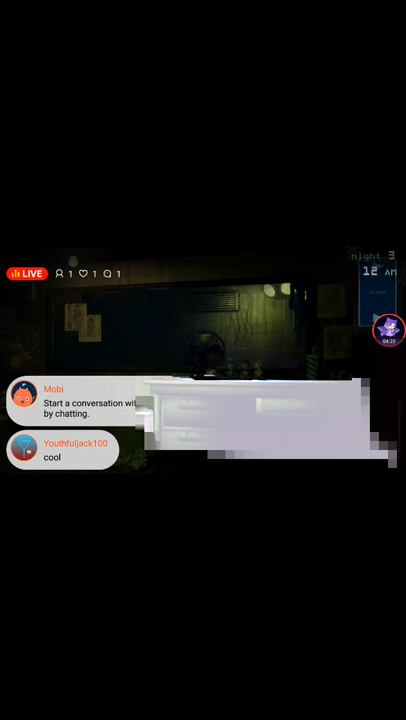 night 3
12 AM
LIVE 1 1 1
04:23
Mobi
Start a conversation wit
by chatting.
Youthfuljack100
cool